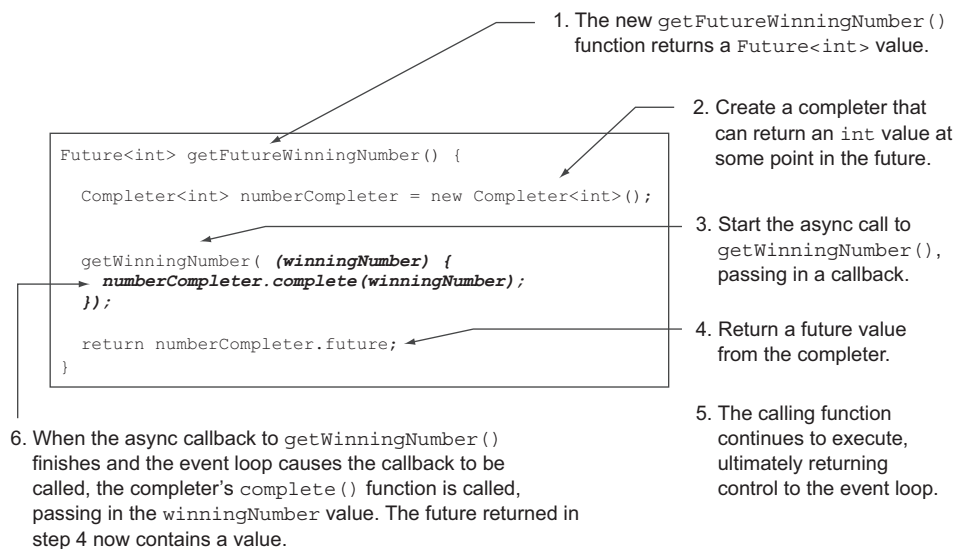 1. The new getFutureWinningNumber()
function returns a Future<int> value.
2. Create a completer that
can return an int value at
some point in the future.
Future<int> getFutureWinningNumber() {
Completer<int> numberCompleter = new Completer<int>();
getWinningNumber( (winningNumber) {
numberCompleter.complete(winningNumber);
});
return numberCompleter.future;
}
3. Start the async call to
getWinningNumber(),
passing in a callback.
4. Return a future value
from the completer.
5. The calling function
continues to execute,
ultimately returning
control to the event loop.
6. When the async callback to getWinningNumber()
finishes and the event loop causes the callback to be
called, the completer's complete() function is called,
passing in the winningNumber value. The future returned in
step 4 now contains a value.